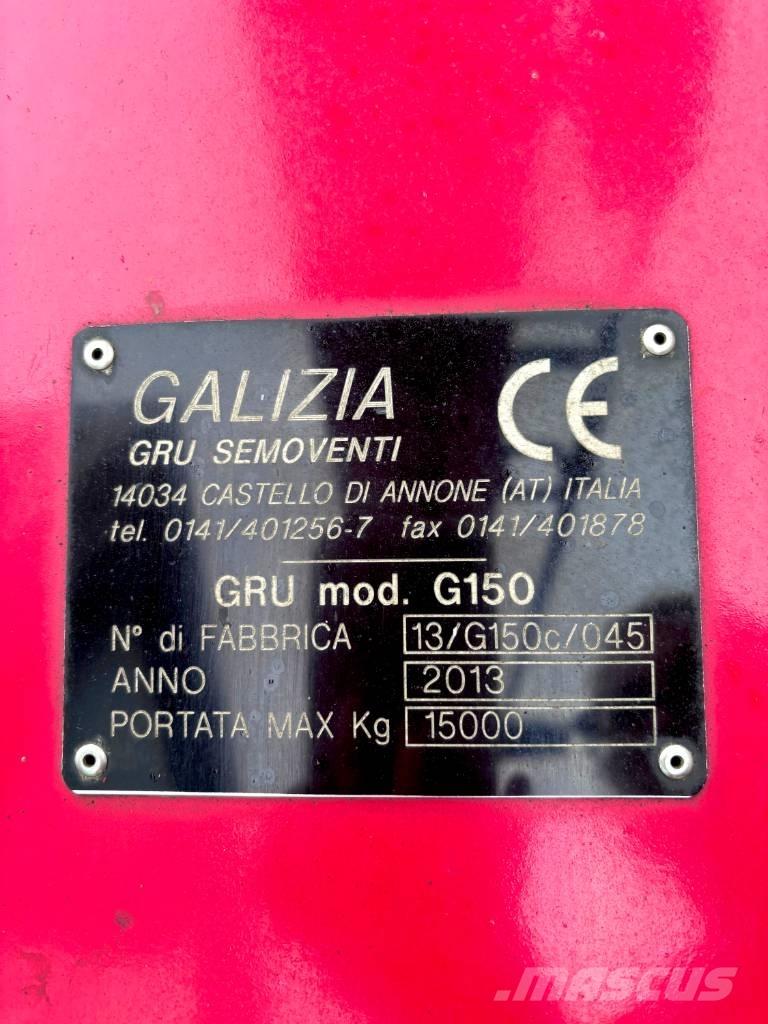 GALIZIA
CE
GRU SEMOVENTI
14034 CASTELLO DI ANNONE (AT) ITALIA
tel. 0141/401256-7 fax 0141/401878
GRU mod. G150
N° di FABBRICA 13/G150c/045
ANNO 2013
PORTATA MAX Kg 15000
mascus